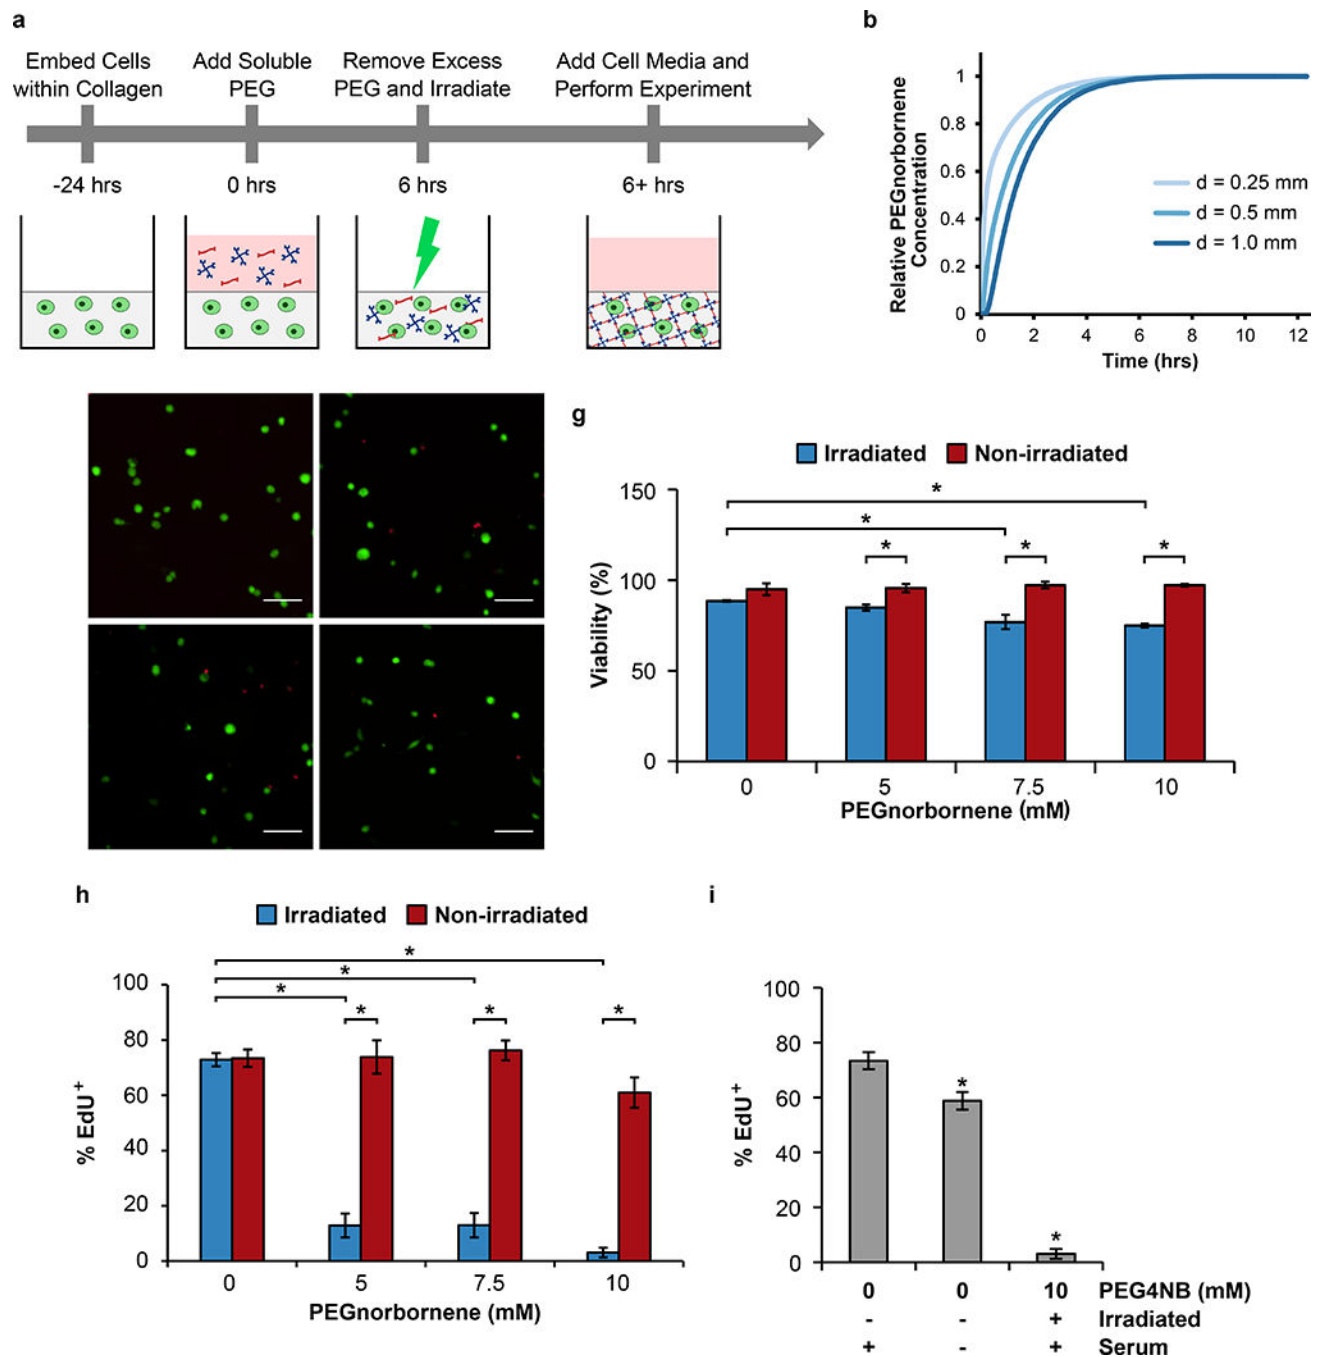 a
Embed Cells
within Collagen
Add Soluble
PEG
Remove Excess
PEG and Irradiate
Add Cell Media and
Perform Experiment
-24 hrs
0 hrs
6 hrs
6+ hrs
b
Relative PEGnorbornene
Concentration
1
0.8
0.6
0.4
0.2
0
0
2
4
6
8
10
12
Time (hrs)
d = 0.25 mm
d = 0.5 mm
d = 1.0 mm
g
Irradiated
Non-irradiated
Viability (%)
150
100
50
0
*
*
*
*
*
0
5
7.5
10
PEGnorbornene (mM)
h
Irradiated
Non-irradiated
% EdU+
100
80
60
40
20
0
*
*
*
*
*
*
0
5
7.5
10
PEGnorbornene (mM)
i
% EdU+
100
80
60
40
20
0
*
*
0 0 10 PEG4NB (mM)
- - + Irradiated
+ - + Serum